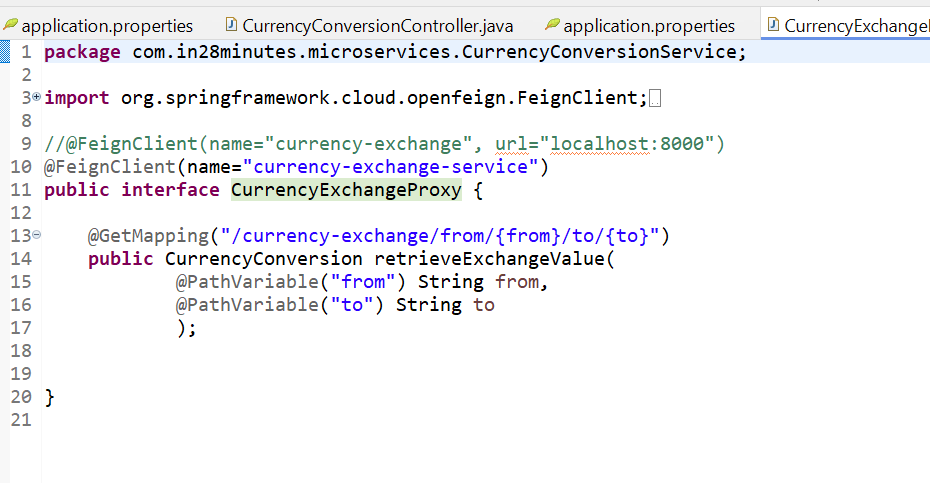 application.properties CurrencyConversionController.java application.properties CurrencyExchange
1 package com.in28minutes.microservices.CurrencyConversionService;
2
3 import org.springframework.cloud.openfeign.FeignClient;
8
9 //@FeignClient(name="currency-exchange", url="localhost:8000")
10 @FeignClient(name="currency-exchange-service")
11 public interface CurrencyExchangeProxy {
12
13 @GetMapping("/currency-exchange/from/{from}/to/{to}")
14 public CurrencyConversion retrieveExchangeValue(
15 @PathVariable("from") String from,
16 @PathVariable("to") String to
17 );
18
19
20 }
21